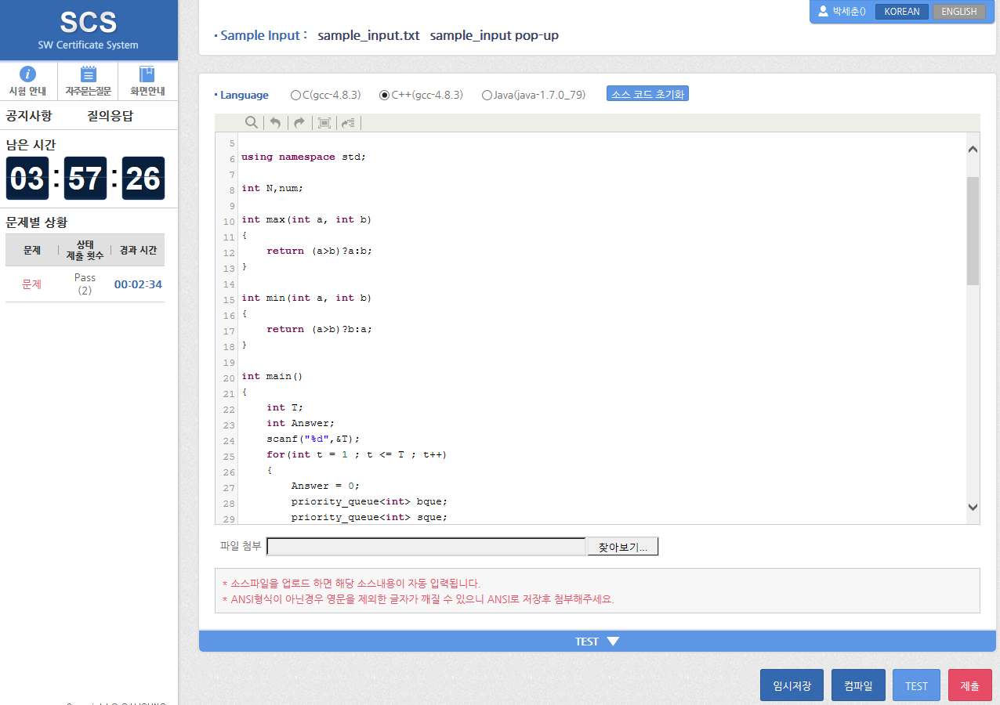 SCS
SW Certificate System
시험 안내
자주묻는질문
화면안내
공지사항
질의응답
남은 시간
03:57:26
문제별 상황
문제
상태
제출 횟수
경과 시간
문제
Pass
(2)
00:02:34
박세춘()
KOREAN
ENGLISH
Sample Input : sample_input.txt sample_input pop-up
Language
C(gcc-4.8.3)
C++(gcc-4.8.3)
Java(java-1.7.0_79)
소스 코드 초기화
5
6 using namespace std;
7
8 int N,num;
9
10 int max(int a, int b)
11 {
12 return (a>b)?a:b;
13 }
14
15 int min(int a, int b)
16 {
17 return (a>b)?b:a;
18 }
19
20 int main()
21 {
22 int T;
23 int Answer;
24 scanf("%d",&T);
25 for(int t = 1 ; t <= T ; t++)
26 {
27 Answer = 0;
28 priority_queue<int> bque;
29 priority_queue<int> sque;
파일 첨부
찾아보기...
* 소스파일을 업로드 하면 해당 소스내용이 자동 입력됩니다.
* ANSI형식이 아닌경우 영문을 제외한 글자가 깨질 수 있으니 ANSI로 저장후 첨부해주세요.
TEST
임시저장
컴파일
TEST
제출